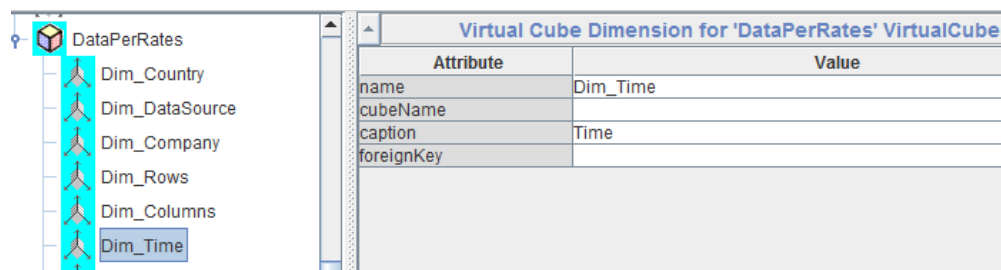 DataPerRates
Dim_Country
Dim_DataSource
Dim_Company
Dim_Rows
Dim_Columns
Dim_Time
Virtual Cube Dimension for 'DataPerRates' VirtualCube
Attribute Value
name Dim_Time
cubeName
caption Time
foreignKey